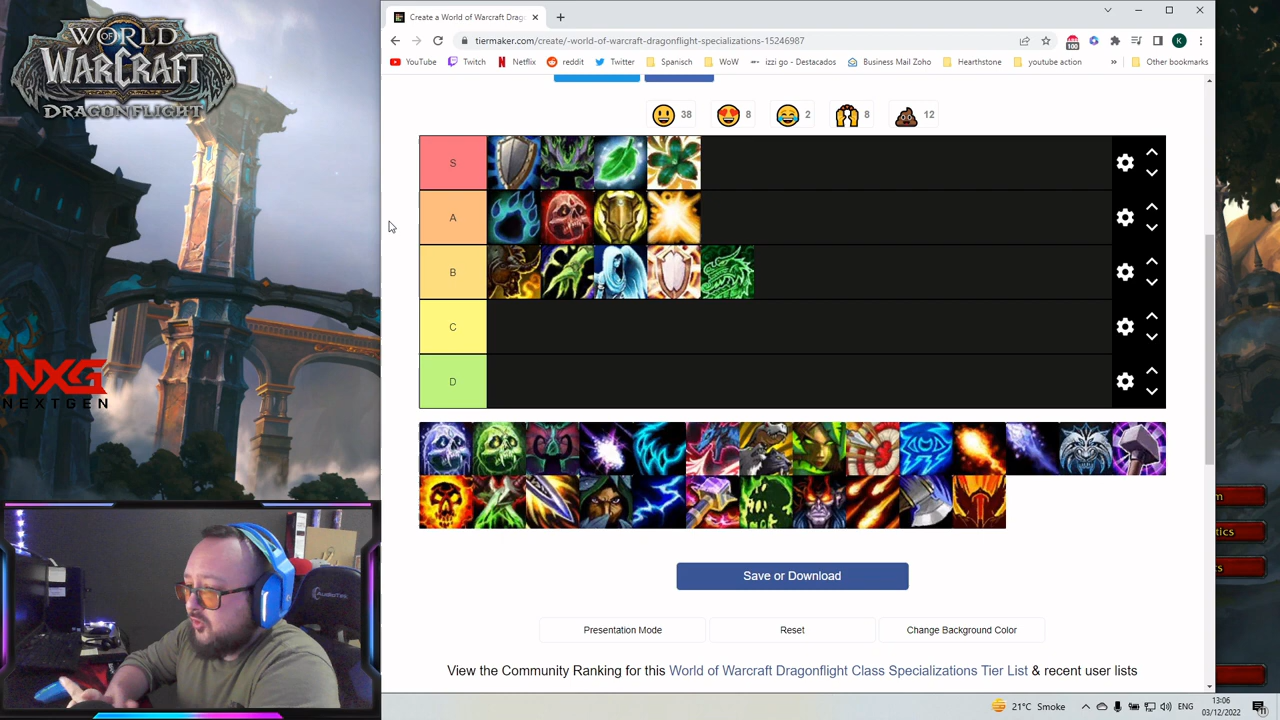 WORLD
OF
WARCRAFT
DRAGONFLIGHT
NXG
NEXTGEN
Create a World of Warcraft Drag
tiermaker.com/create/-world-of-warcraft-dragonflight-specializations-15246987
100
K
YouTube Twitch Netflix reddit Twitter Spanisch WoW izzi go - Destacados Business Mail Zoho Hearthstone youtube action » Other bookmarks
38 8 2 8 12
S
A
B
C
D
Save or Download
Presentation Mode Reset Change Background Color
View the Community Ranking for this World of Warcraft Dragonflight Class Specializations Tier List & recent user lists
m
tics
s
21°C Smoke ENG 13:06
03/12/2022